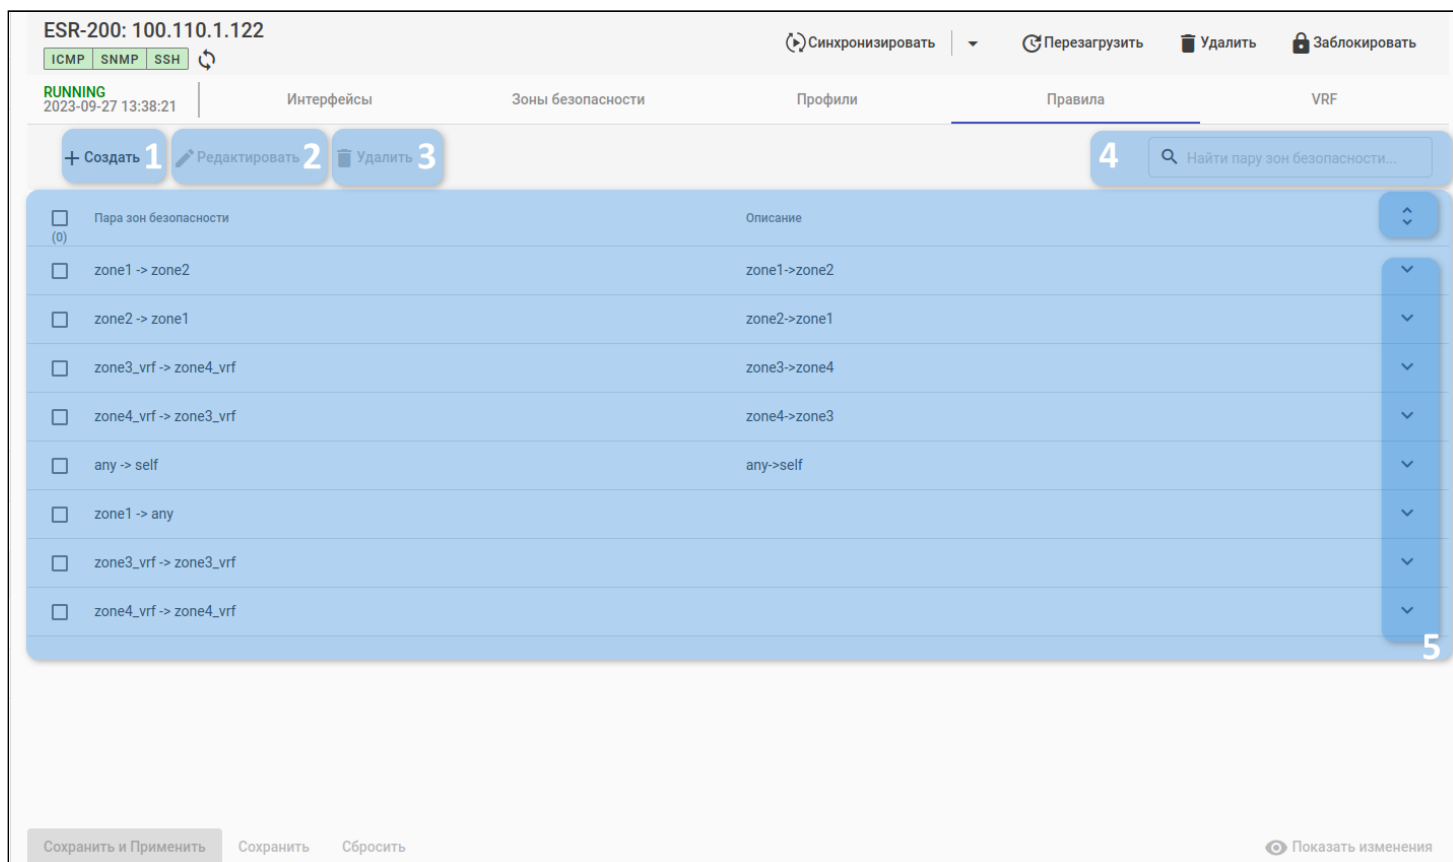 ESR-200: 100.110.1.122
ICMP SNMP SSH
Синхронизировать Перезагрузить Удалить Заблокировать
RUNNING
2023-09-27 13:38:21
Интерфейсы Зоны безопасности Профили Правила VRF
Создать 1 Редактировать 2 Удалить 3 4 Найти пару зон безопасности...
Пара зон безопасности Описание
(0)
zone1 -> zone2 zone1->zone2
zone2 -> zone1 zone2->zone1
zone3_vrf -> zone4_vrf zone3->zone4
zone4_vrf -> zone3_vrf zone4->zone3
any -> self any->self
zone1 -> any
zone3_vrf -> zone3_vrf
zone4_vrf -> zone4_vrf
5
Сохранить и Применить Сохранить Сбросить Показать изменения